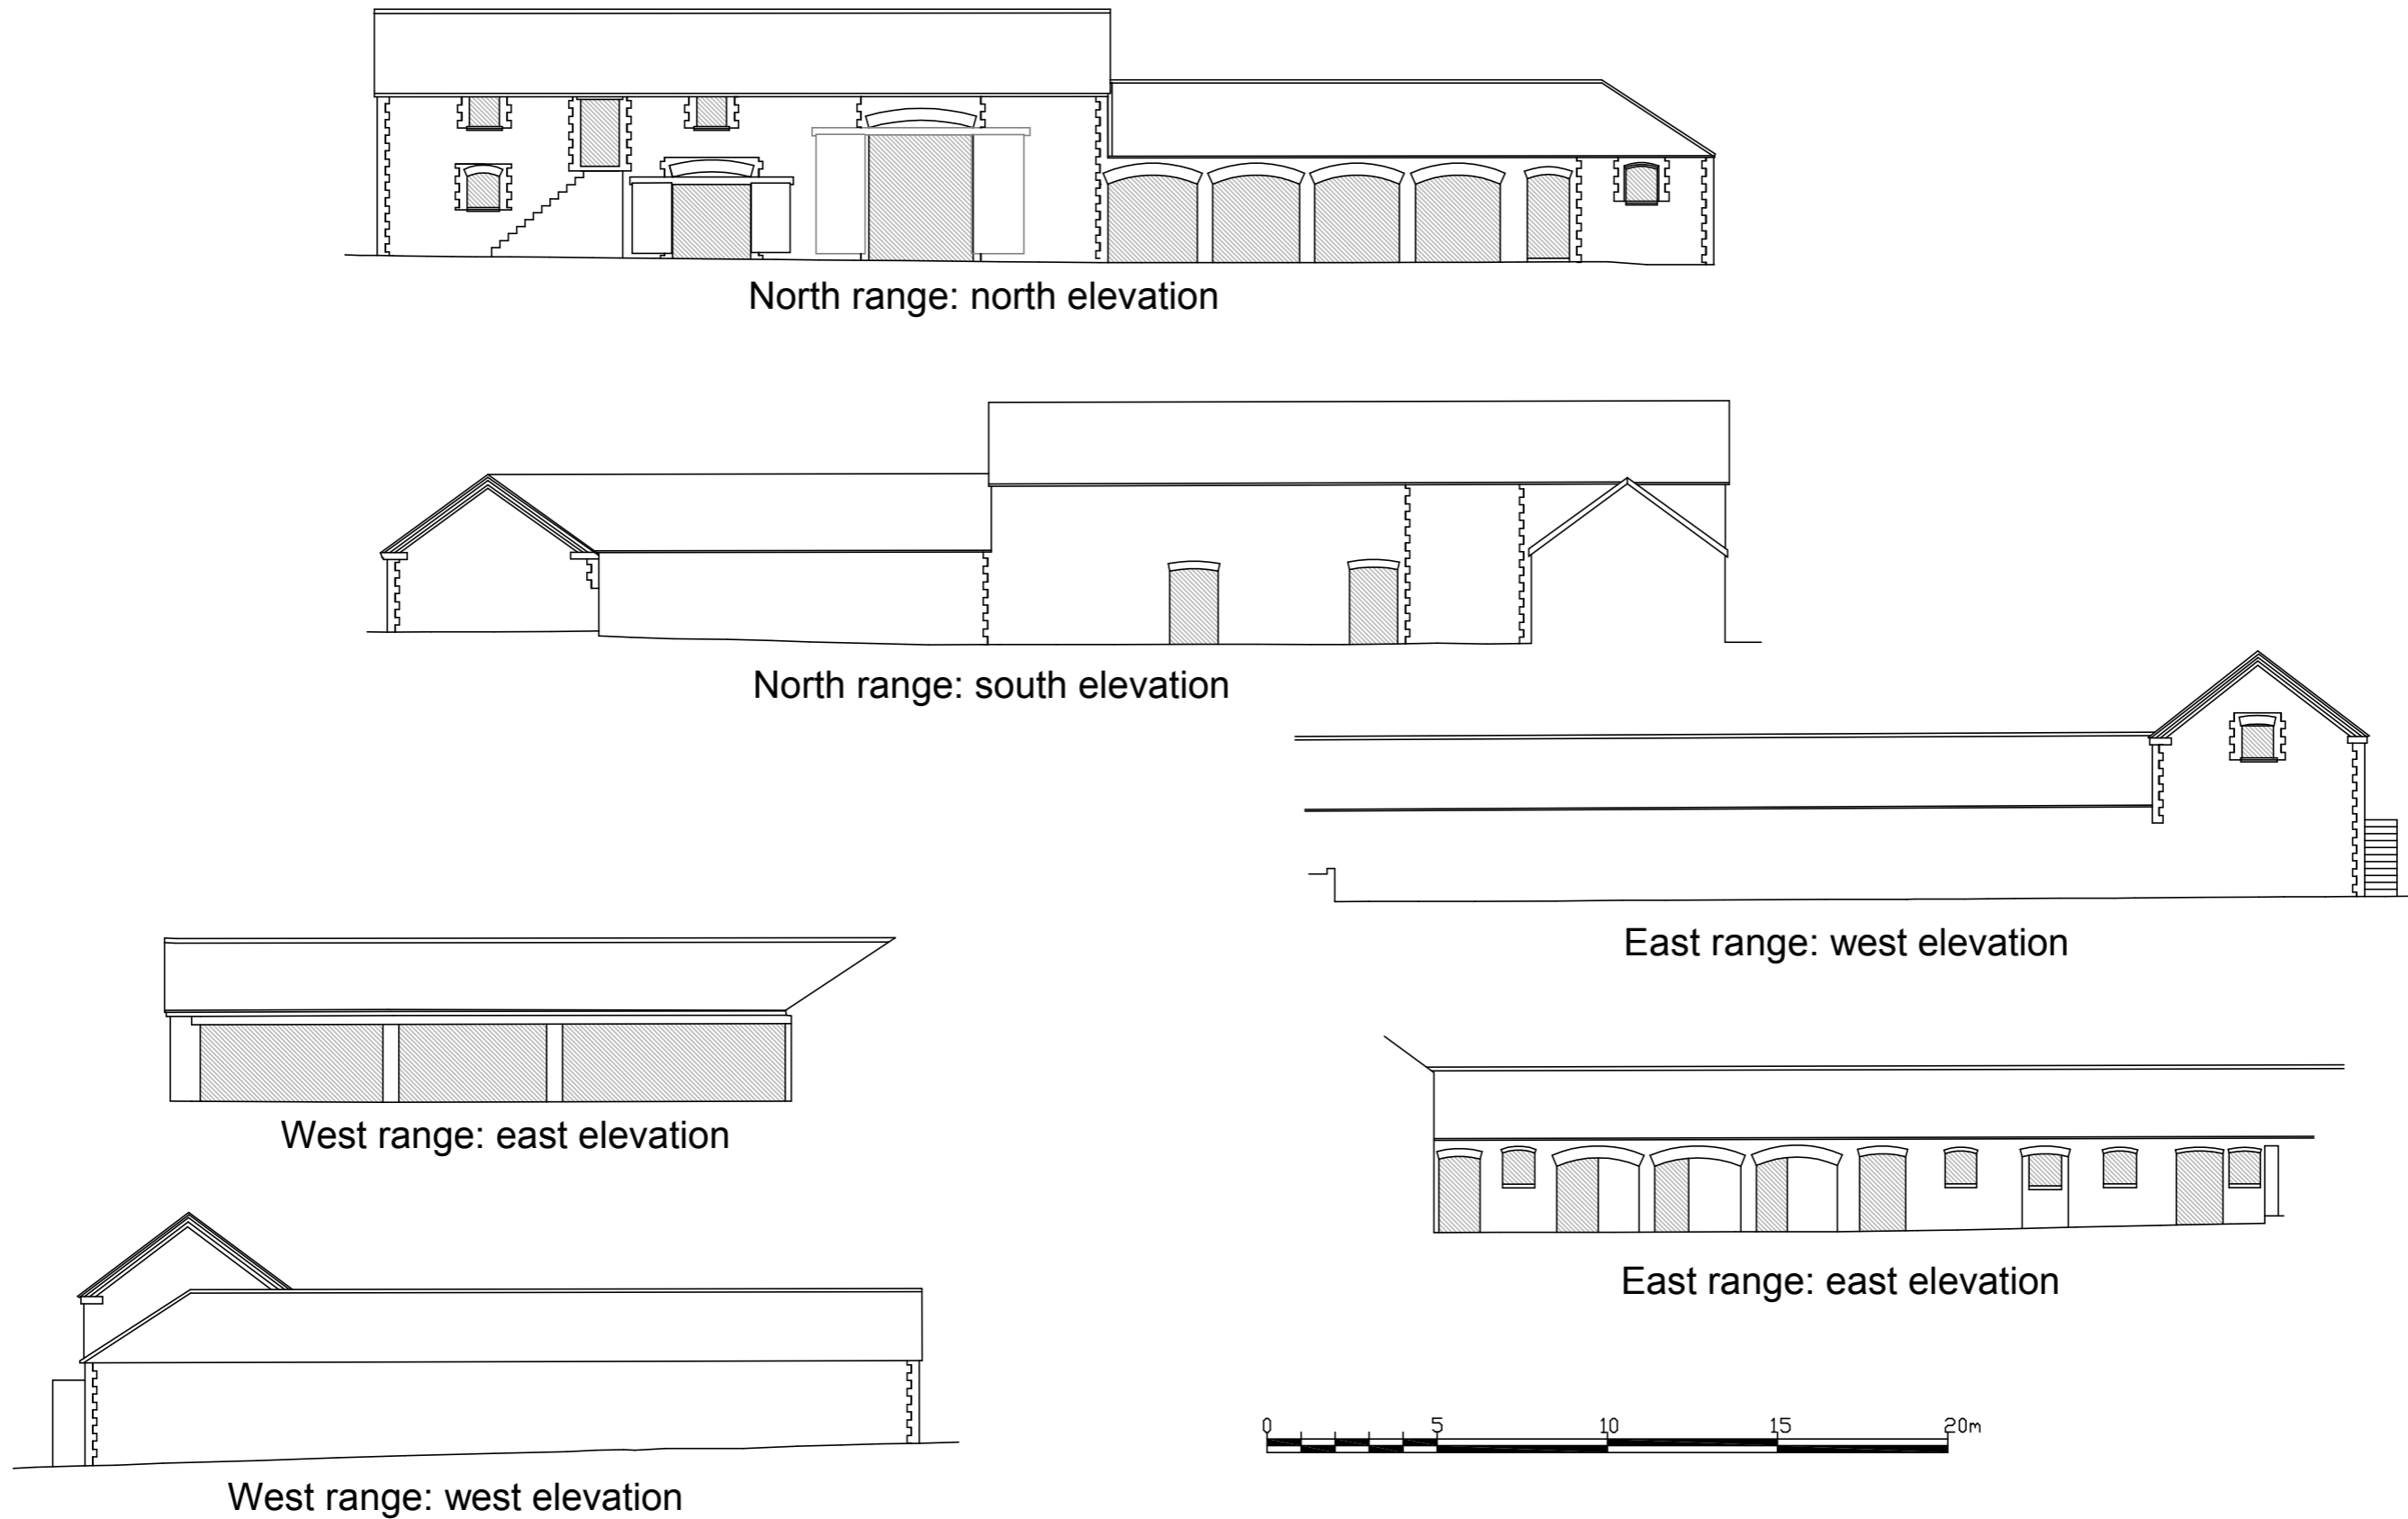 North range: north elevation
North range: south elevation
East range: west elevation
West range: east elevation
East range: east elevation
0 5 10 15 20m
West range: west elevation